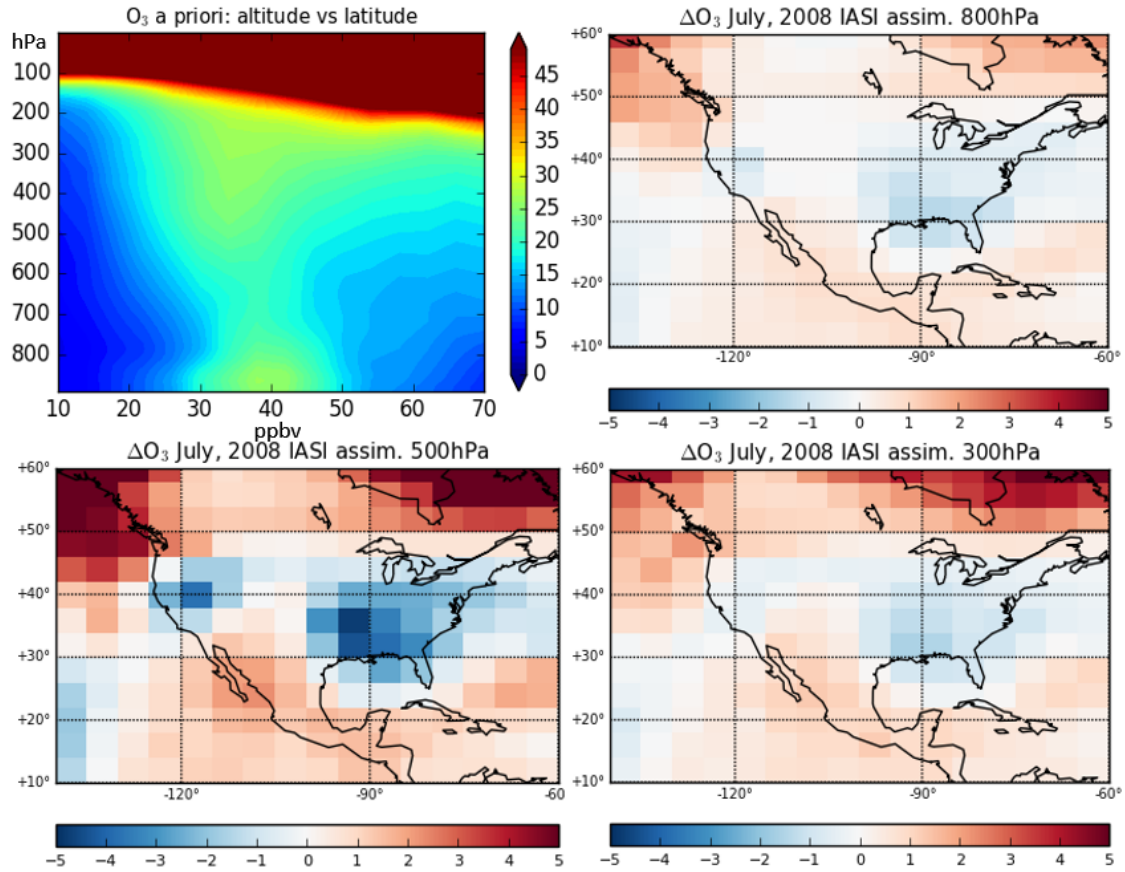 O₃ a priori: altitude vs latitude
hPa
100
200
300
400
500
600
700
800
10 20 30 40 50 60 70
ppbv
45
40
35
30
25
20
15
10
5
0
ΔO₃ July, 2008 IASI assim. 800hPa
+60°
+50°
+40°
+30°
+20°
+10°
-120° -90° -60°
−5 −4 −3 −2 −1 0 1 2 3 4 5
ΔO₃ July, 2008 IASI assim. 500hPa
+60°
+50°
+40°
+30°
+20°
+10°
-120° -90° -60
−5 −4 −3 −2 −1 0 1 2 3 4 5
ΔO₃ July, 2008 IASI assim. 300hPa
+60°
+50°
+40°
+30°
+20°
+10°
-120° -90° -60°
−5 −4 −3 −2 −1 0 1 2 3 4 5